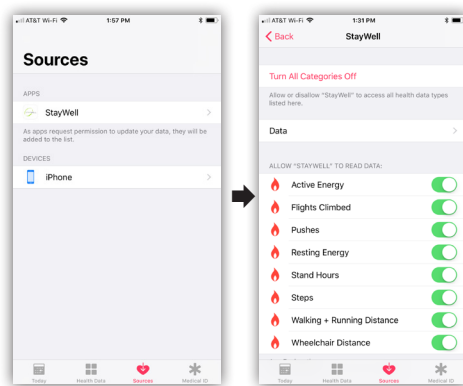 AT&T Wi-Fi
1:57 PM
Sources
APPS
StayWell
As apps request permission to update your data, they will be
added to the list.
DEVICES
iPhone
Today
Health Data
Sources
Medical ID
AT&T Wi-Fi
1:31 PM
Back
StayWell
Turn All Categories Off
Allow or disallow "StayWell" to access all health data types
listed here.
Data
ALLOW "STAYWELL" TO READ DATA:
Active Energy
Flights Climbed
Pushes
Resting Energy
Stand Hours
Steps
Walking + Running Distance
Wheelchair Distance
Today
Health Data
Sources
Medical ID